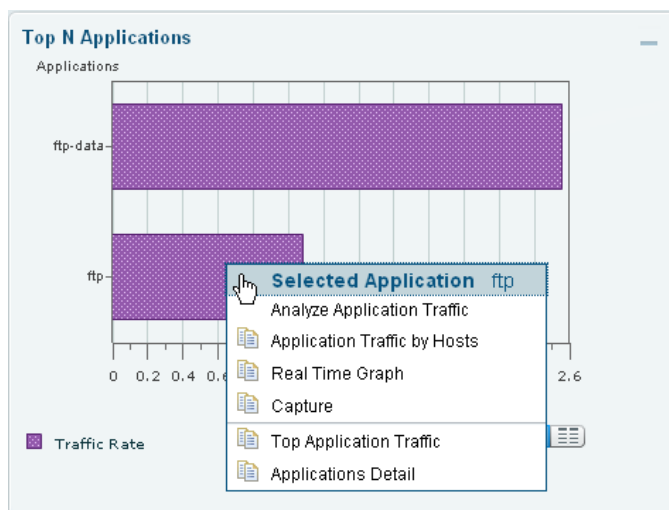 Top N Applications
Applications
ftp-data
ftp
Selected Application ftp
Analyze Application Traffic
Application Traffic by Hosts
Real Time Graph
Capture
Top Application Traffic
Applications Detail
0 0.2 0.4 2.6
Traffic Rate